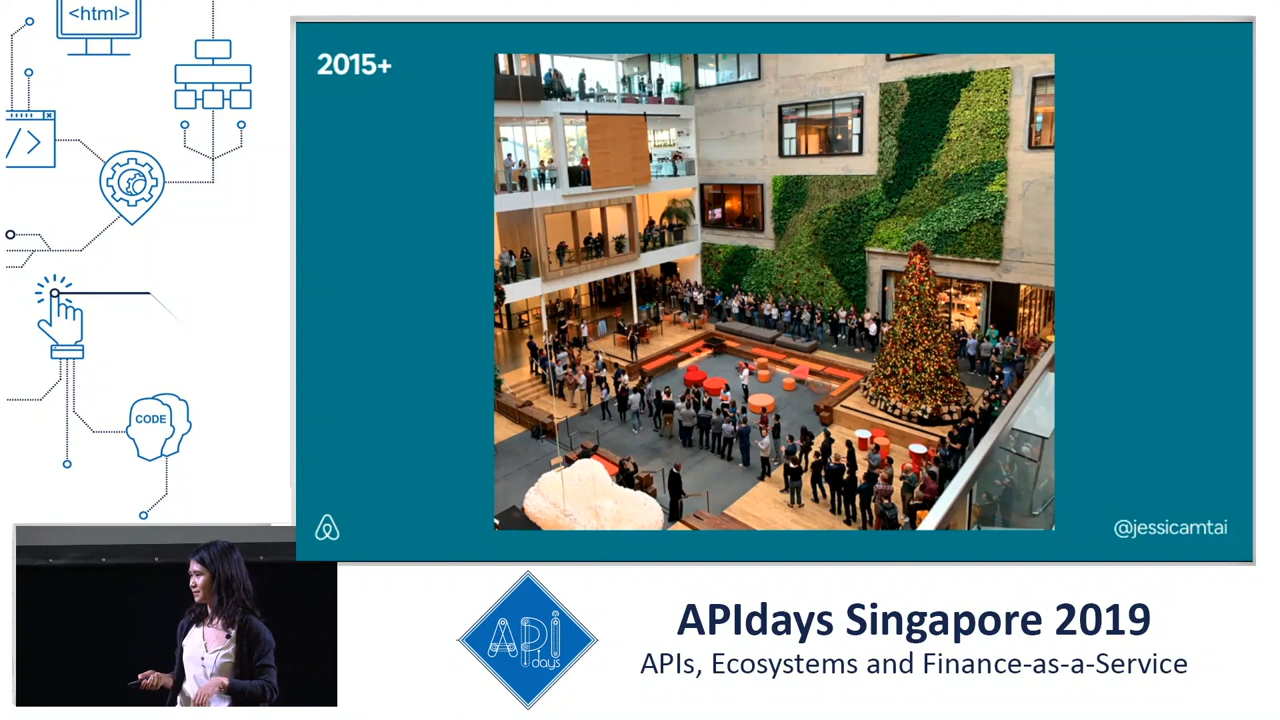 <html>
2015+
</>
CODE
@jessicamtai
API
days
APIdays Singapore 2019
APIs, Ecosystems and Finance-as-a-Service